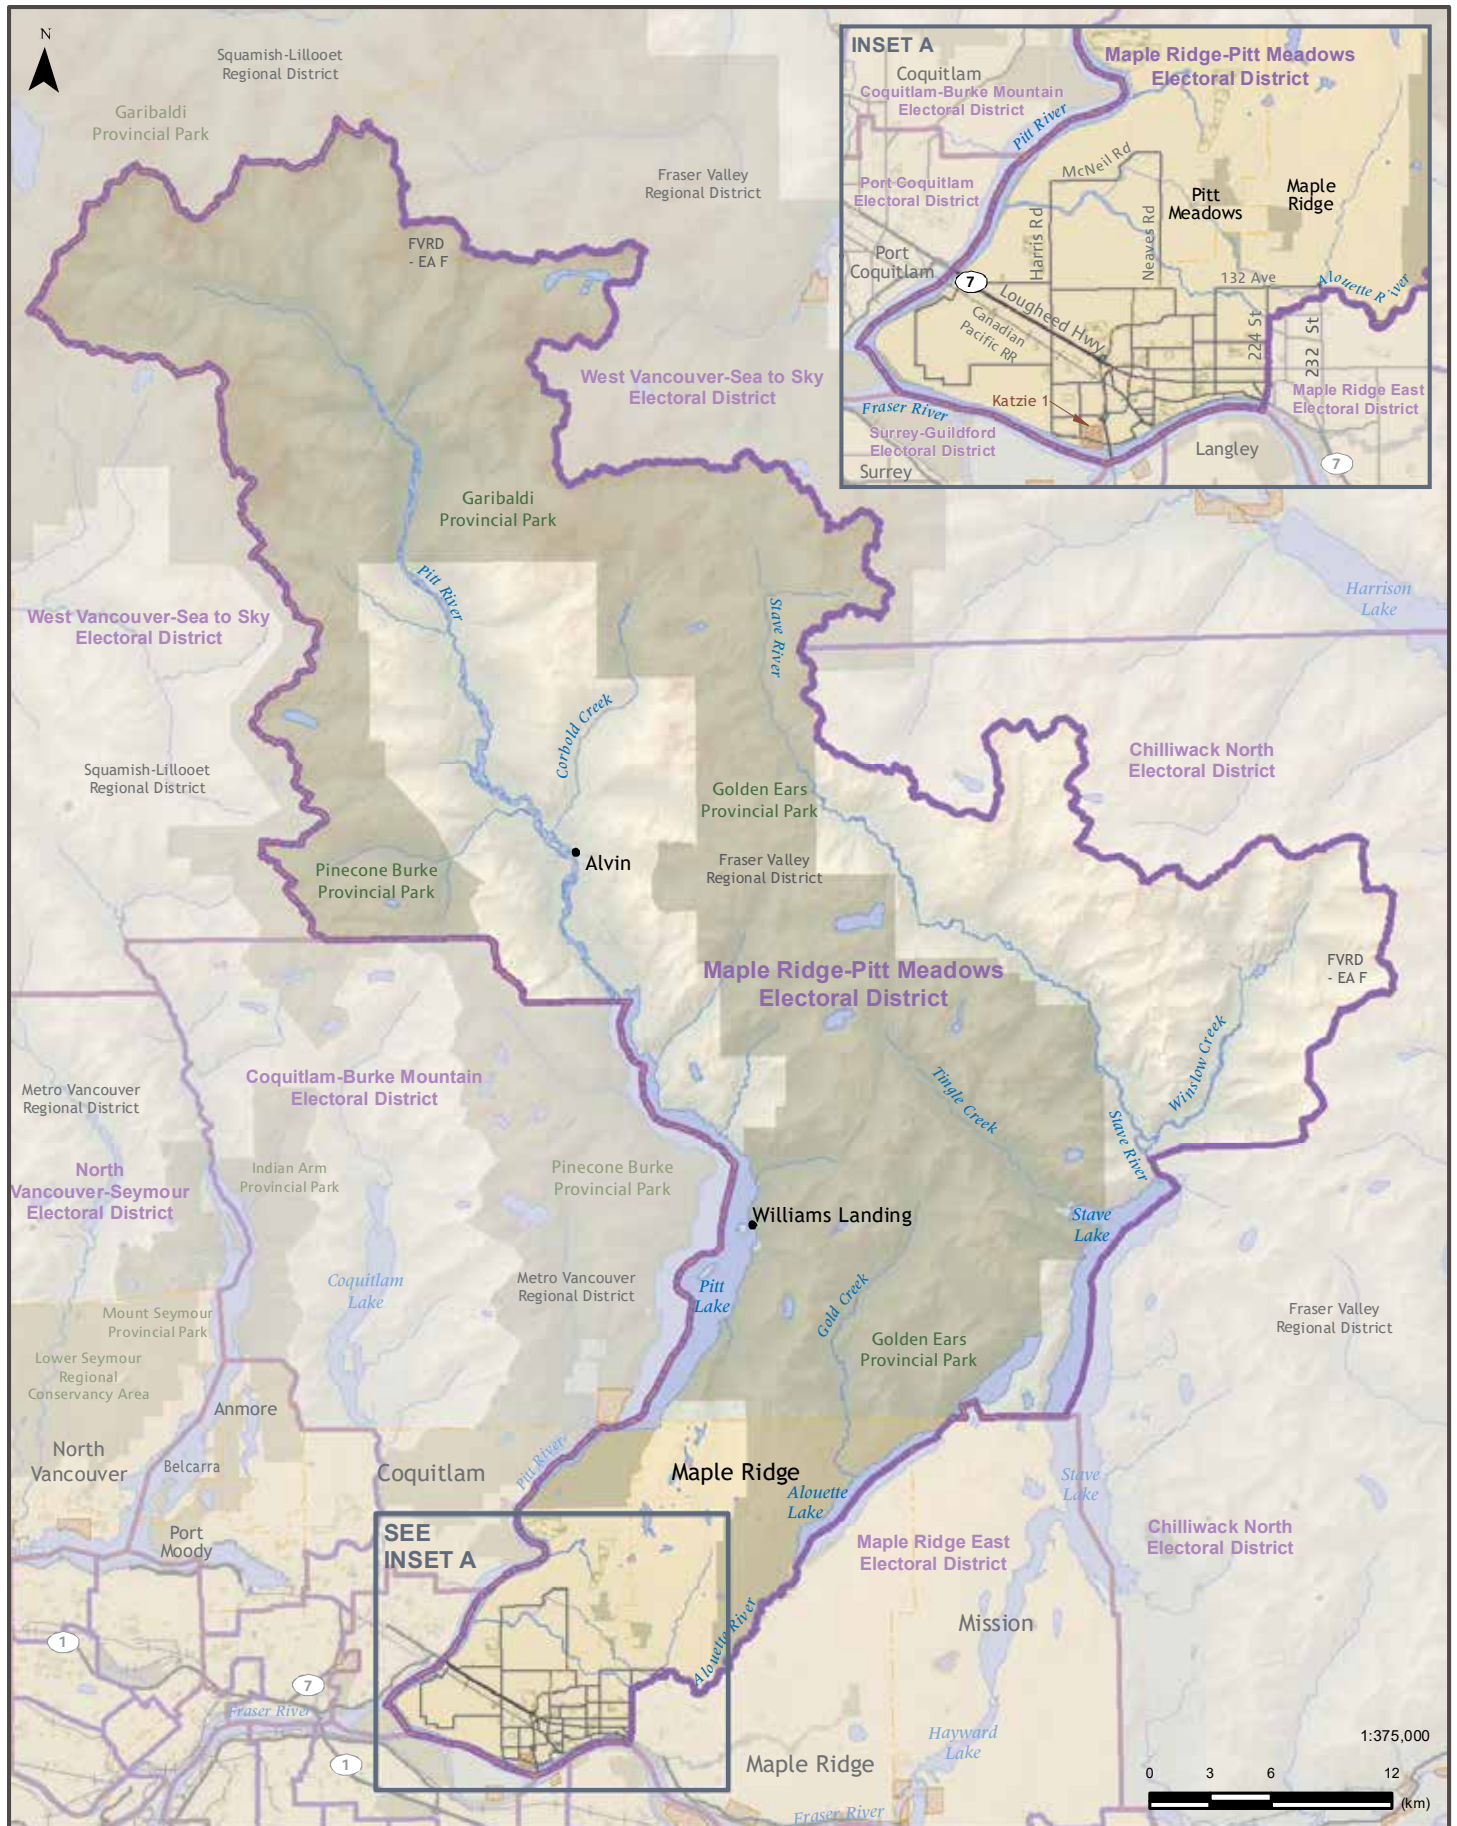 N
Squamish-Lillooet
Regional District
Garibaldi
Provincial Park
Fraser Valley
Regional District
FVRD
- EA F
INSET A
Maple Ridge-Pitt Meadows
Electoral District
Coquitlam
Coquitlam-Burke Mountain
Electoral District
Pitt River
McNeil Rd
Port Coquitlam
Electoral District
Pitt
Meadows
Maple
Ridge
Harris Rd
Neaves Rd
Port
Coquitlam
7
132 Ave
Alouette River
Lougheed Hwy
Canadian
Pacific RR
224 St
232 St
Katzie 1
Maple Ridge East
Electoral District
Fraser River
Surrey-Guildford
Electoral District
Surrey
Langley
7
West Vancouver-Sea to Sky
Electoral District
Garibaldi
Provincial Park
Pitt River
Stave River
Harrison
Lake
West Vancouver-Sea to Sky
Electoral District
Corbold Creek
Chilliwack North
Electoral District
Squamish-Lillooet
Regional District
Golden Ears
Provincial Park
Alvin
Pinecone Burke
Provincial Park
Fraser Valley
Regional District
Maple Ridge-Pitt Meadows
Electoral District
FVRD
- EA F
Winslow Creek
Tingle Creek
Stave River
Coquitlam-Burke Mountain
Electoral District
Metro Vancouver
Regional District
North
Vancouver-Seymour
Electoral District
Indian Arm
Provincial Park
Pinecone Burke
Provincial Park
Williams Landing
Stave
Lake
Coquitlam
Lake
Metro Vancouver
Regional District
Pitt
Lake
Gold Creek
Mount Seymour
Provincial Park
Fraser Valley
Regional District
Golden Ears
Provincial Park
Lower Seymour
Regional
Conservancy Area
Anmore
North
Vancouver
Belcarra
Coquitlam
Pitt River
Maple Ridge
Alouette
Lake
Stave
Lake
Port
Moody
SEE
INSET A
Maple Ridge East
Electoral District
Chilliwack North
Electoral District
Mission
Alouette River
1
7
Fraser River
1
Maple Ridge
Hayward
Lake
Fraser River
1:375,000
0 3 6 12
(km)